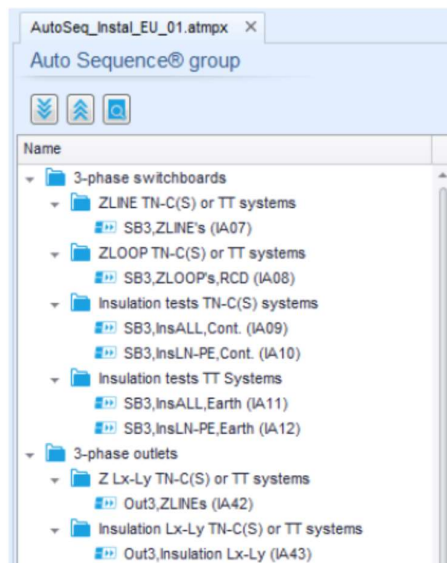 AutoSeq_Instal_EU_01.atmpx
Auto Sequence® group
Name
3-phase switchboards
ZLINE TN-C(S) or TT systems
SB3,ZLINE's (IA07)
ZLOOP TN-C(S) or TT systems
SB3,ZLOOP's,RCD (IA08)
Insulation tests TN-C(S) systems
SB3,InsALL,Cont. (IA09)
SB3,InsLN-PE,Cont. (IA10)
Insulation tests TT Systems
SB3,InsALL,Earth (IA11)
SB3,InsLN-PE,Earth (IA12)
3-phase outlets
Z Lx-Ly TN-C(S) or TT systems
Out3,ZLINEs (IA42)
Insulation Lx-Ly TN-C(S) or TT systems
Out3,Insulation Lx-Ly (IA43)